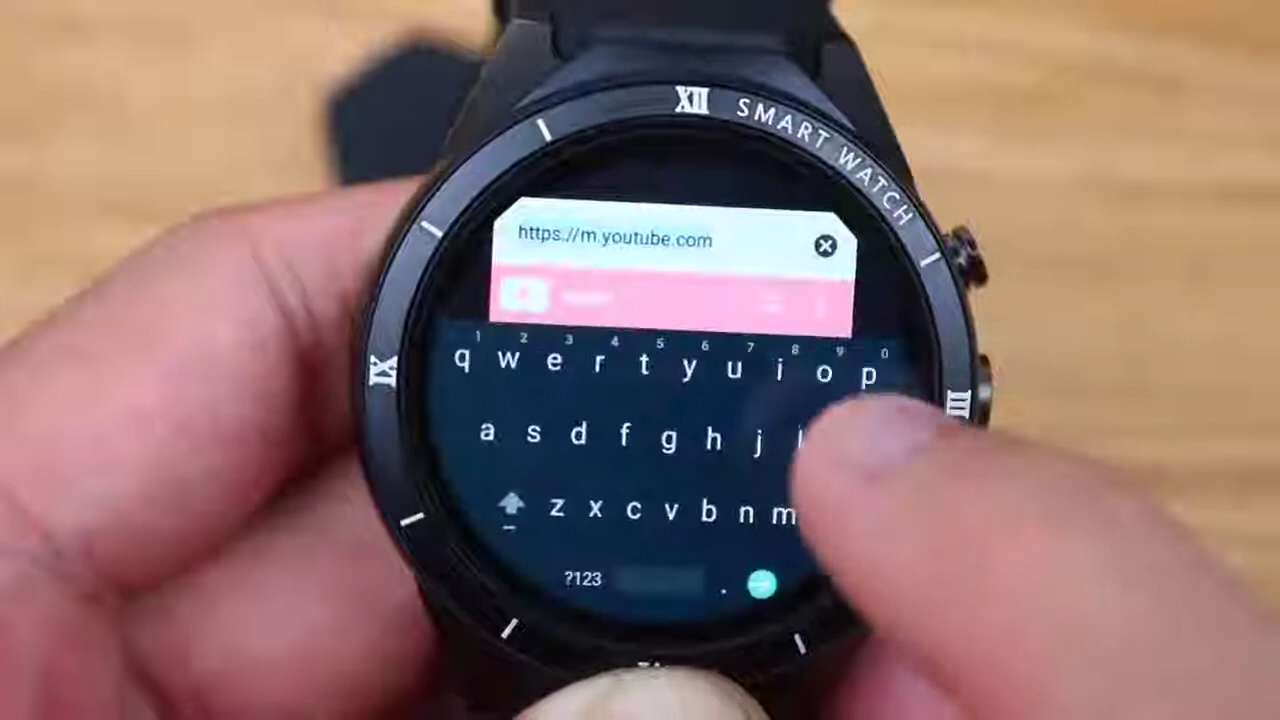 XII SMART WATCH
https://m.youtube.com
1 2 3 4 5 6 7 8 9 0
q w e r t y u i o p
IX
III
a s d f g h j
z x c v b n m
?123 .